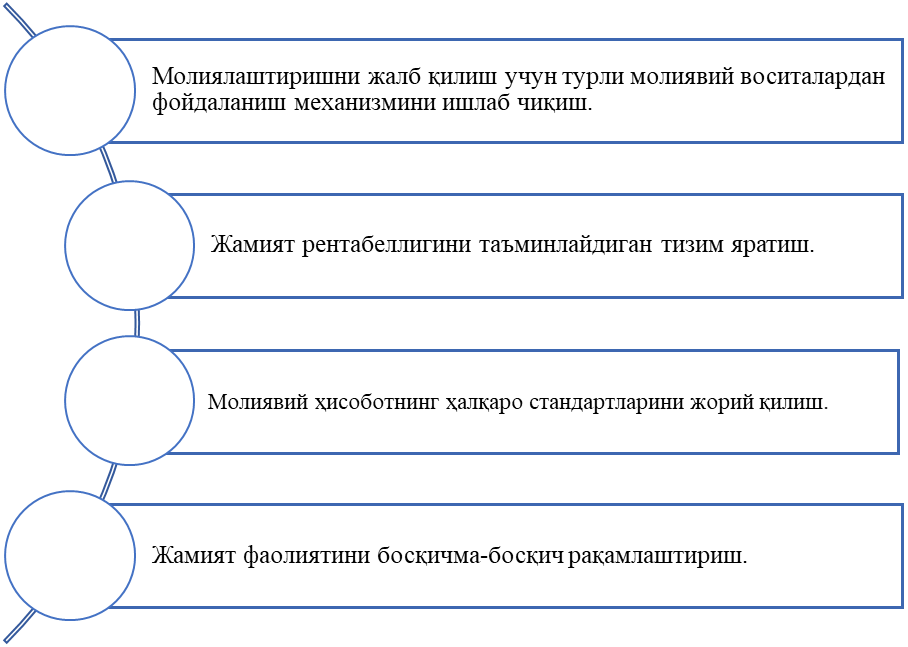 Молиялаштиришни жалб қилиш учун турли молиявий воситалардан
фойдаланиш механизмини ишлаб чиқиш.
Жамият рентабеллигини таъминлайдиган тизим яратиш.
Молиявий ҳисоботнинг ҳалқаро стандартларини жорий қилиш.
Жамият фаолиятини босқичма-босқич рақамлаштириш.